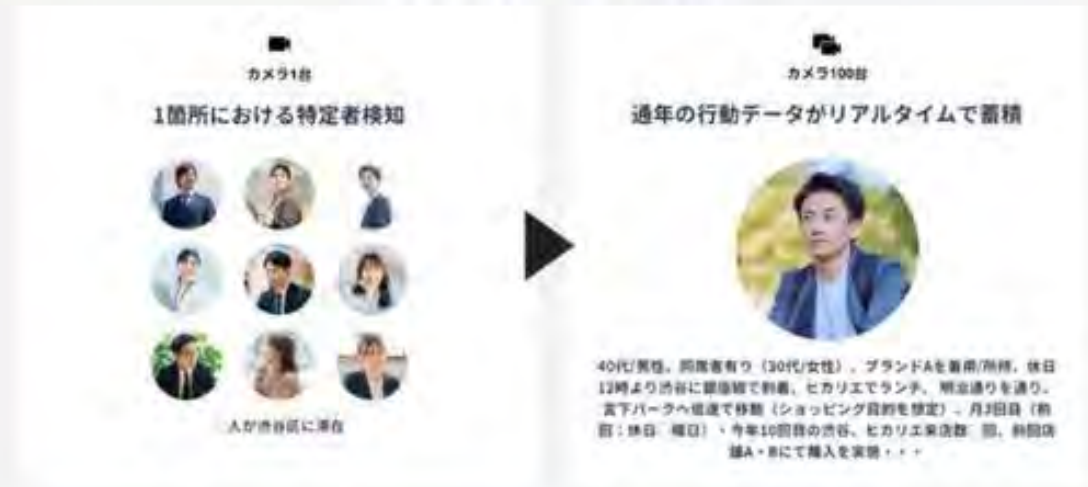 カメラ1台
1箇所における特定者検知
人が渋谷区に滞在
カメラ100台
通年の行動データがリアルタイムで蓄積
40代/男性、同席者有り（30代/女性）、ブランドAを着用/所持、休日
12時より渋谷に銀座線で到着、ヒカリエでランチ、明治通りを通り、
宮下パークへ倍速で移動（ショッピング目的を想定）、月3回目（前
回：休日 曜日）・今年10回目の渋谷、ヒカリエ来店数 回、前回店
舗A・Bにて購入を実施・・・